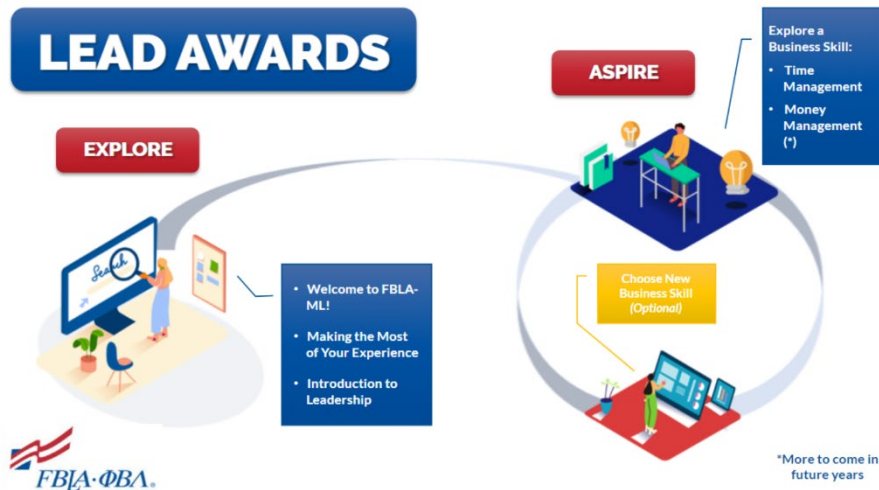 LEAD AWARDS
EXPLORE
Search
• Welcome to FBLA-
ML!
• Making the Most
of Your Experience
• Introduction to
Leadership
ASPIRE
Explore a
Business Skill:
• Time
Management
• Money
Management
(*)
Choose New
Business Skill
(Optional)
*More to come in
future years
FBLA·ΦΒΛ®